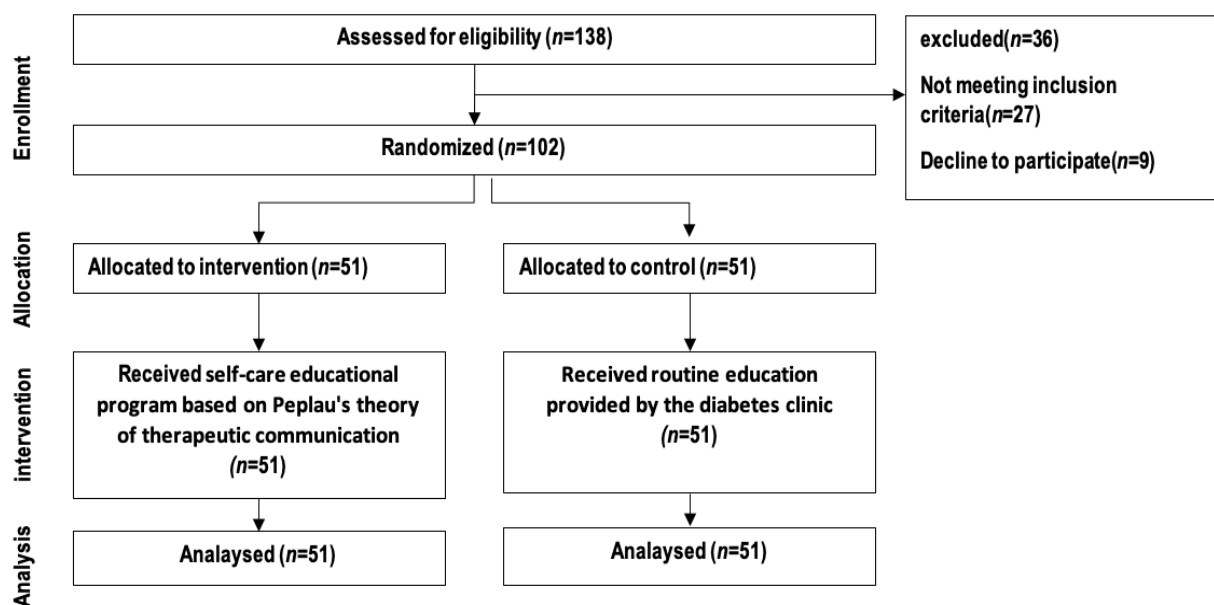 Enrollment
Assessed for eligibility (n=138)
excluded(n=36)
Not meeting inclusion
criteria(n=27)
Decline to participate(n=9)
Randomized (n=102)
Allocation
Allocated to intervention (n=51)
Allocated to control (n=51)
intervention
Received self-care educational
program based on Peplau's theory
of therapeutic communication
(n=51)
Received routine education
provided by the diabetes clinic
(n=51)
Analysis
Analaysed (n=51)
Analaysed (n=51)